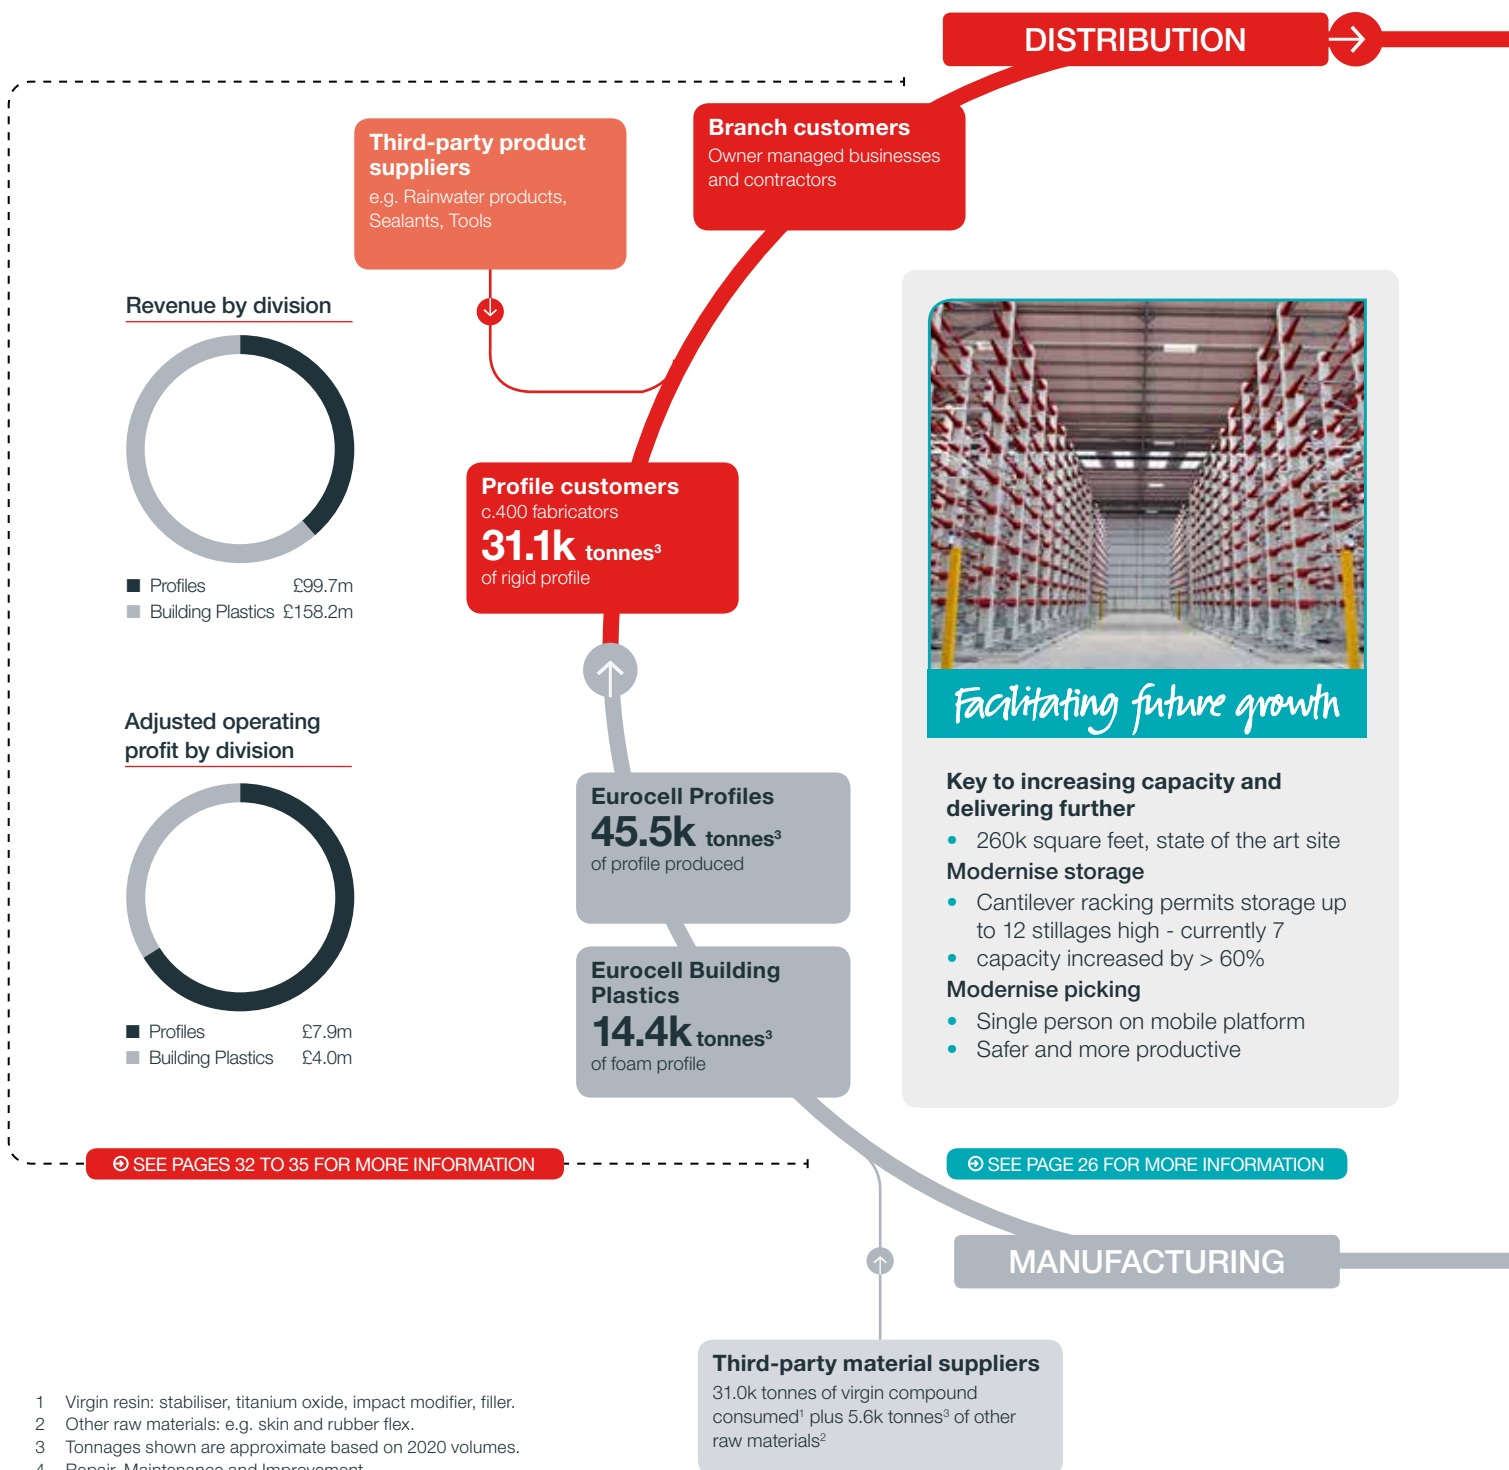 DISTRIBUTION
Third-party product
suppliers
e.g. Rainwater products,
Sealants, Tools
Branch customers
Owner managed businesses
and contractors
Revenue by division
Profiles £99.7m
Building Plastics £158.2m
Profile customers
c.400 fabricators
31.1k tonnes³
of rigid profile
Adjusted operating
profit by division
Profiles £7.9m
Building Plastics £4.0m
Eurocell Profiles
45.5k tonnes³
of profile produced
Eurocell Building
Plastics
14.4k tonnes³
of foam profile
Facilitating future growth
Key to increasing capacity and
delivering further
• 260k square feet, state of the art site
Modernise storage
• Cantilever racking permits storage up
to 12 stillages high - currently 7
• capacity increased by > 60%
Modernise picking
• Single person on mobile platform
• Safer and more productive
SEE PAGES 32 TO 35 FOR MORE INFORMATION
SEE PAGE 26 FOR MORE INFORMATION
MANUFACTURING
Third-party material suppliers
31.0k tonnes of virgin compound
consumed¹ plus 5.6k tonnes³ of other
raw materials²
1 Virgin resin: stabiliser, titanium oxide, impact modifier, filler.
2 Other raw materials: e.g. skin and rubber flex.
3 Tonnages shown are approximate based on 2020 volumes.
4 Repair, Maintenance and Improvement